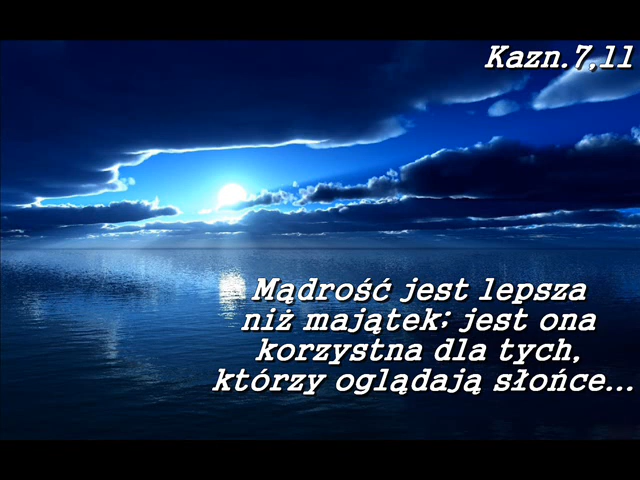 Kazn.7,11
Mądrość jest lepsza
niż majątek; jest ona
korzystna dla tych,
którzy oglądają słońce...